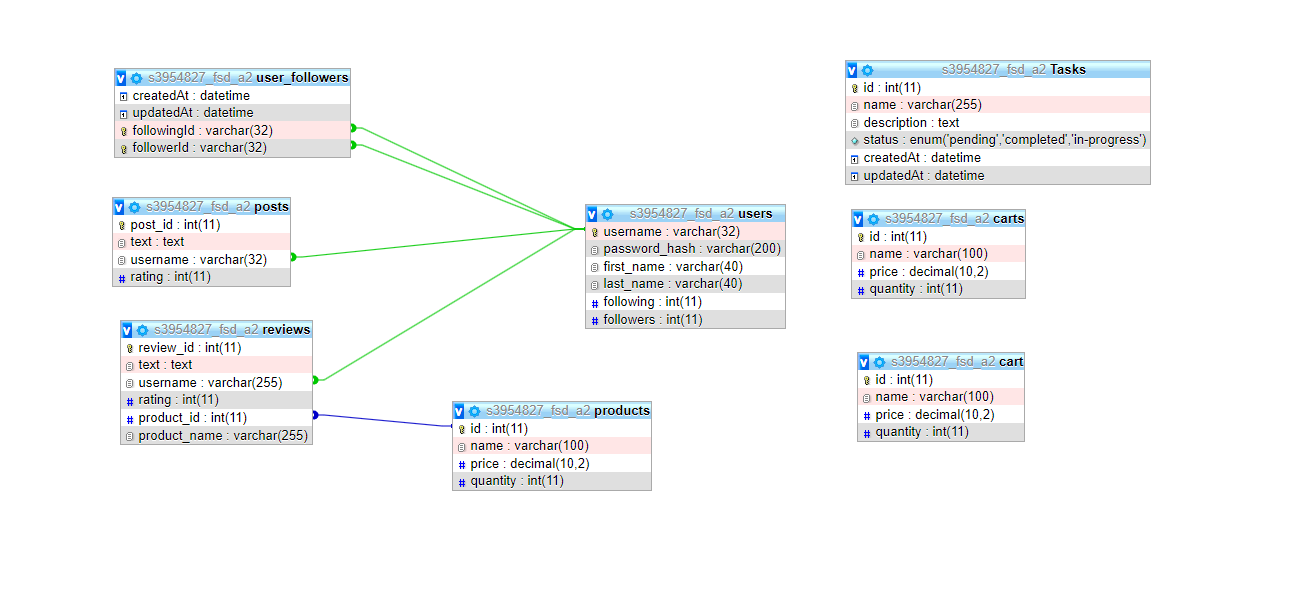 s3954827_fsd_a2 user_followers
createdAt : datetime
updatedAt : datetime
followingId : varchar(32)
followerId : varchar(32)
s3954827_fsd_a2 posts
post_id : int(11)
text : text
username : varchar(32)
rating : int(11)
s3954827_fsd_a2 reviews
review_id : int(11)
text : text
username : varchar(255)
rating : int(11)
product_id : int(11)
product_name : varchar(255)
s3954827_fsd_a2 users
username : varchar(32)
password_hash : varchar(200)
first_name : varchar(40)
last_name : varchar(40)
following : int(11)
followers : int(11)
s3954827_fsd_a2 products
id : int(11)
name : varchar(100)
price : decimal(10,2)
quantity : int(11)
s3954827_fsd_a2 Tasks
id : int(11)
name : varchar(255)
description : text
status : enum('pending','completed','in-progress')
createdAt : datetime
updatedAt : datetime
s3954827_fsd_a2 carts
id : int(11)
name : varchar(100)
price : decimal(10,2)
quantity : int(11)
s3954827_fsd_a2 cart
id : int(11)
name : varchar(100)
price : decimal(10,2)
quantity : int(11)